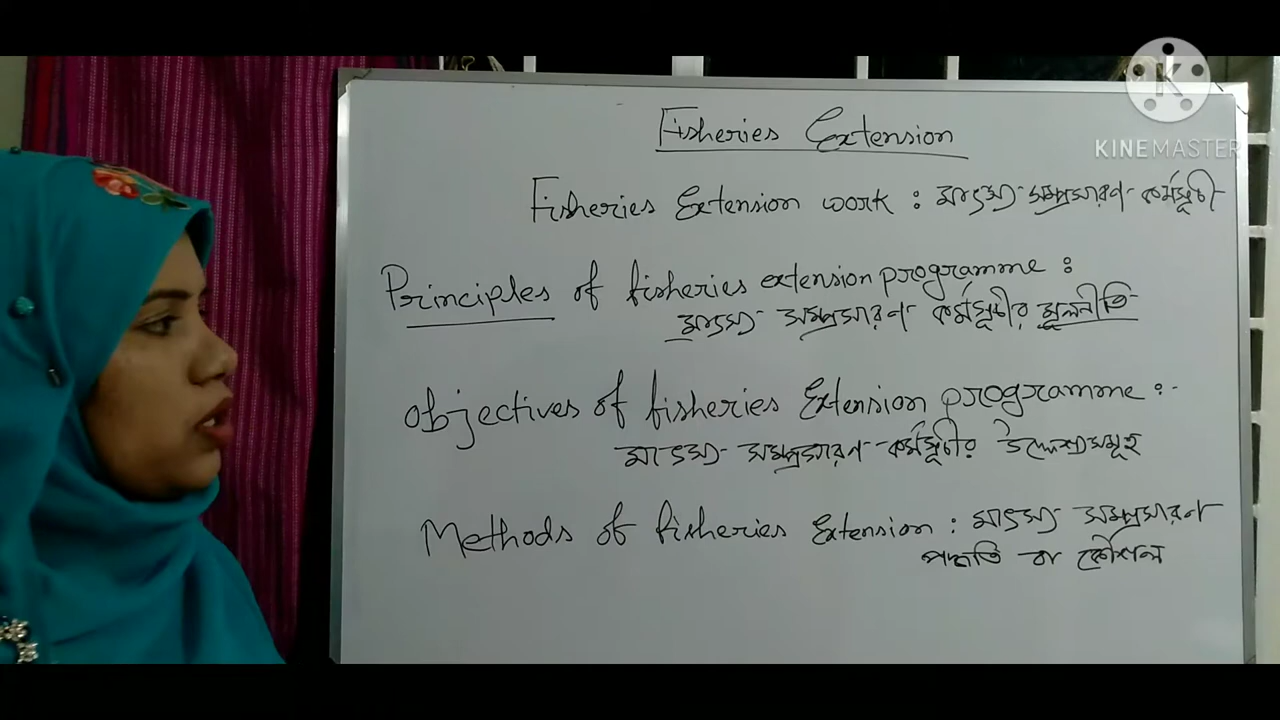 Fisheries Extension
Fisheries Extension work : মাৎস্য সম্প্রসারণ কর্মসূচী
Principles of fisheries extension programme :
মাৎস্য সম্প্রসারণ কর্মসূচীর মূলনীতি
Objectives of fisheries Extension programme :-
মাৎস্য সম্প্রসারণ কর্মসূচীর উদ্দেশ্যসমূহ
Methods of fisheries Extension : মাৎস্য সম্প্রসারণ
পদ্ধতি বা কৌশল
K
KINEMASTER